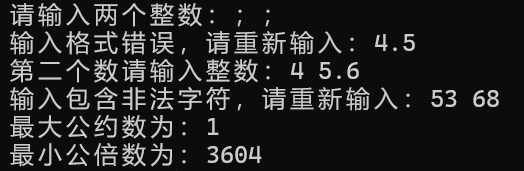 请输入两个整数：; ;
输入格式错误，请重新输入：4.5
第二个数请输入整数：4 5.6
输入包含非法字符，请重新输入：53 68
最大公约数为：1
最小公倍数为：3604